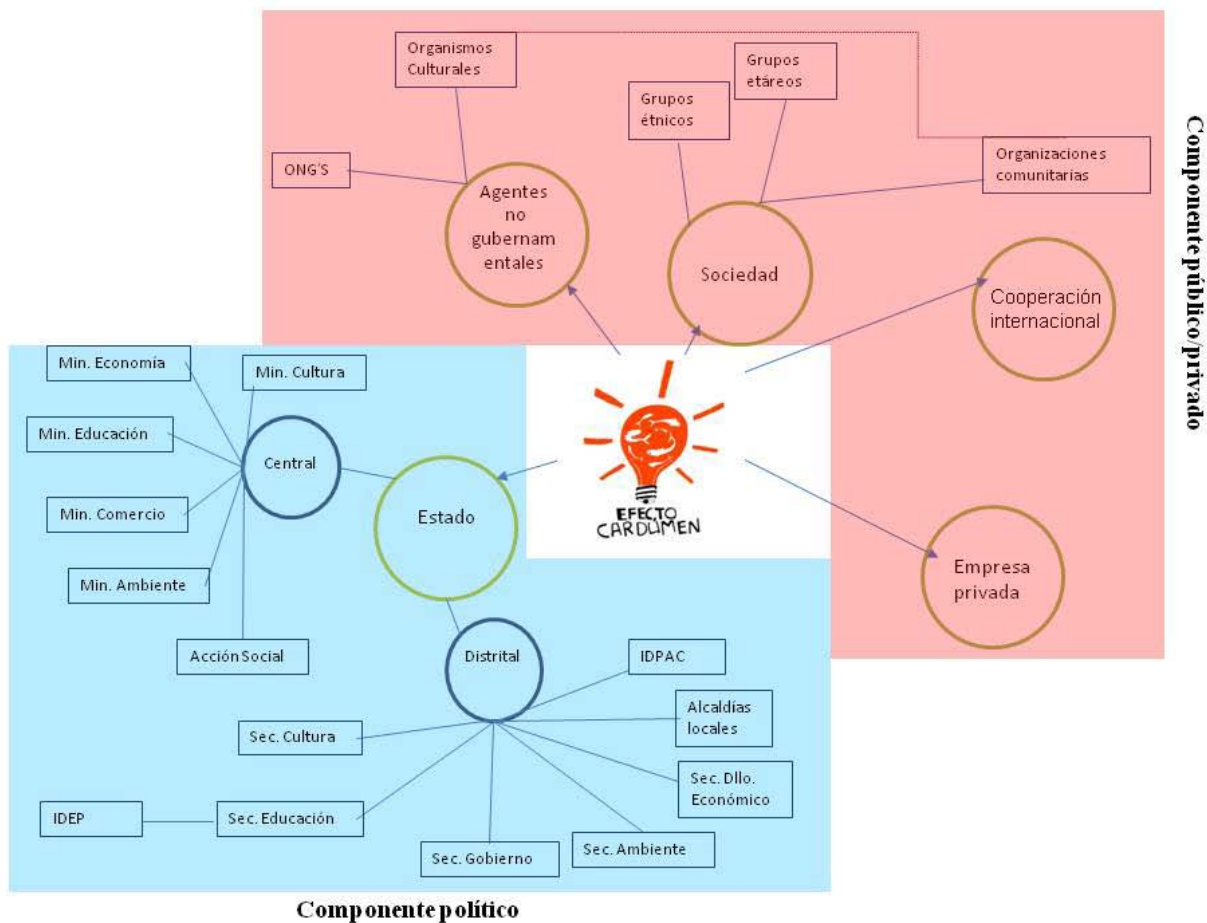 Organismos
Culturales
Grupos
etáreos
Grupos
étnicos
ONG'S
Organizaciones
comunitarias
Agentes
no
gubernam
entales
Sociedad
Cooperación
internacional
Componente público/privado
Min. Economía
Min. Cultura
Min. Educación
Central
Min. Comercio
Estado
EFECTO
CARDUMEN
Empresa
privada
Min. Ambiente
Acción Social
Distrital
IDPAC
Alcaldías
locales
Sec. Cultura
Sec. Dllo.
Económico
IDEP
Sec. Educación
Sec. Gobierno
Sec. Ambiente
Componente político